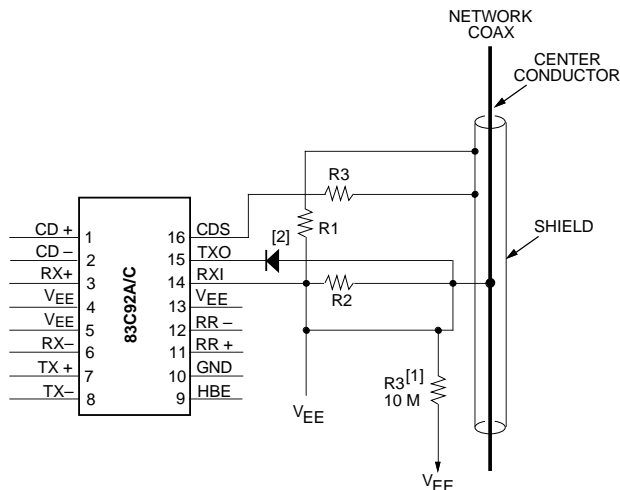 NETWORK
COAX
CENTER
CONDUCTOR
R3
R1
SHIELD
83C92A/C
CD + 1
CD – 2
RX+ 3
VEE 4
VEE 5
RX– 6
TX + 7
TX– 8
16 CDS
15 TXO
14 RXI
13 VEE
12 RR –
11 RR +
10 GND
9 HBE
[2]
R2
R3[1]
10 M
VEE
VEE